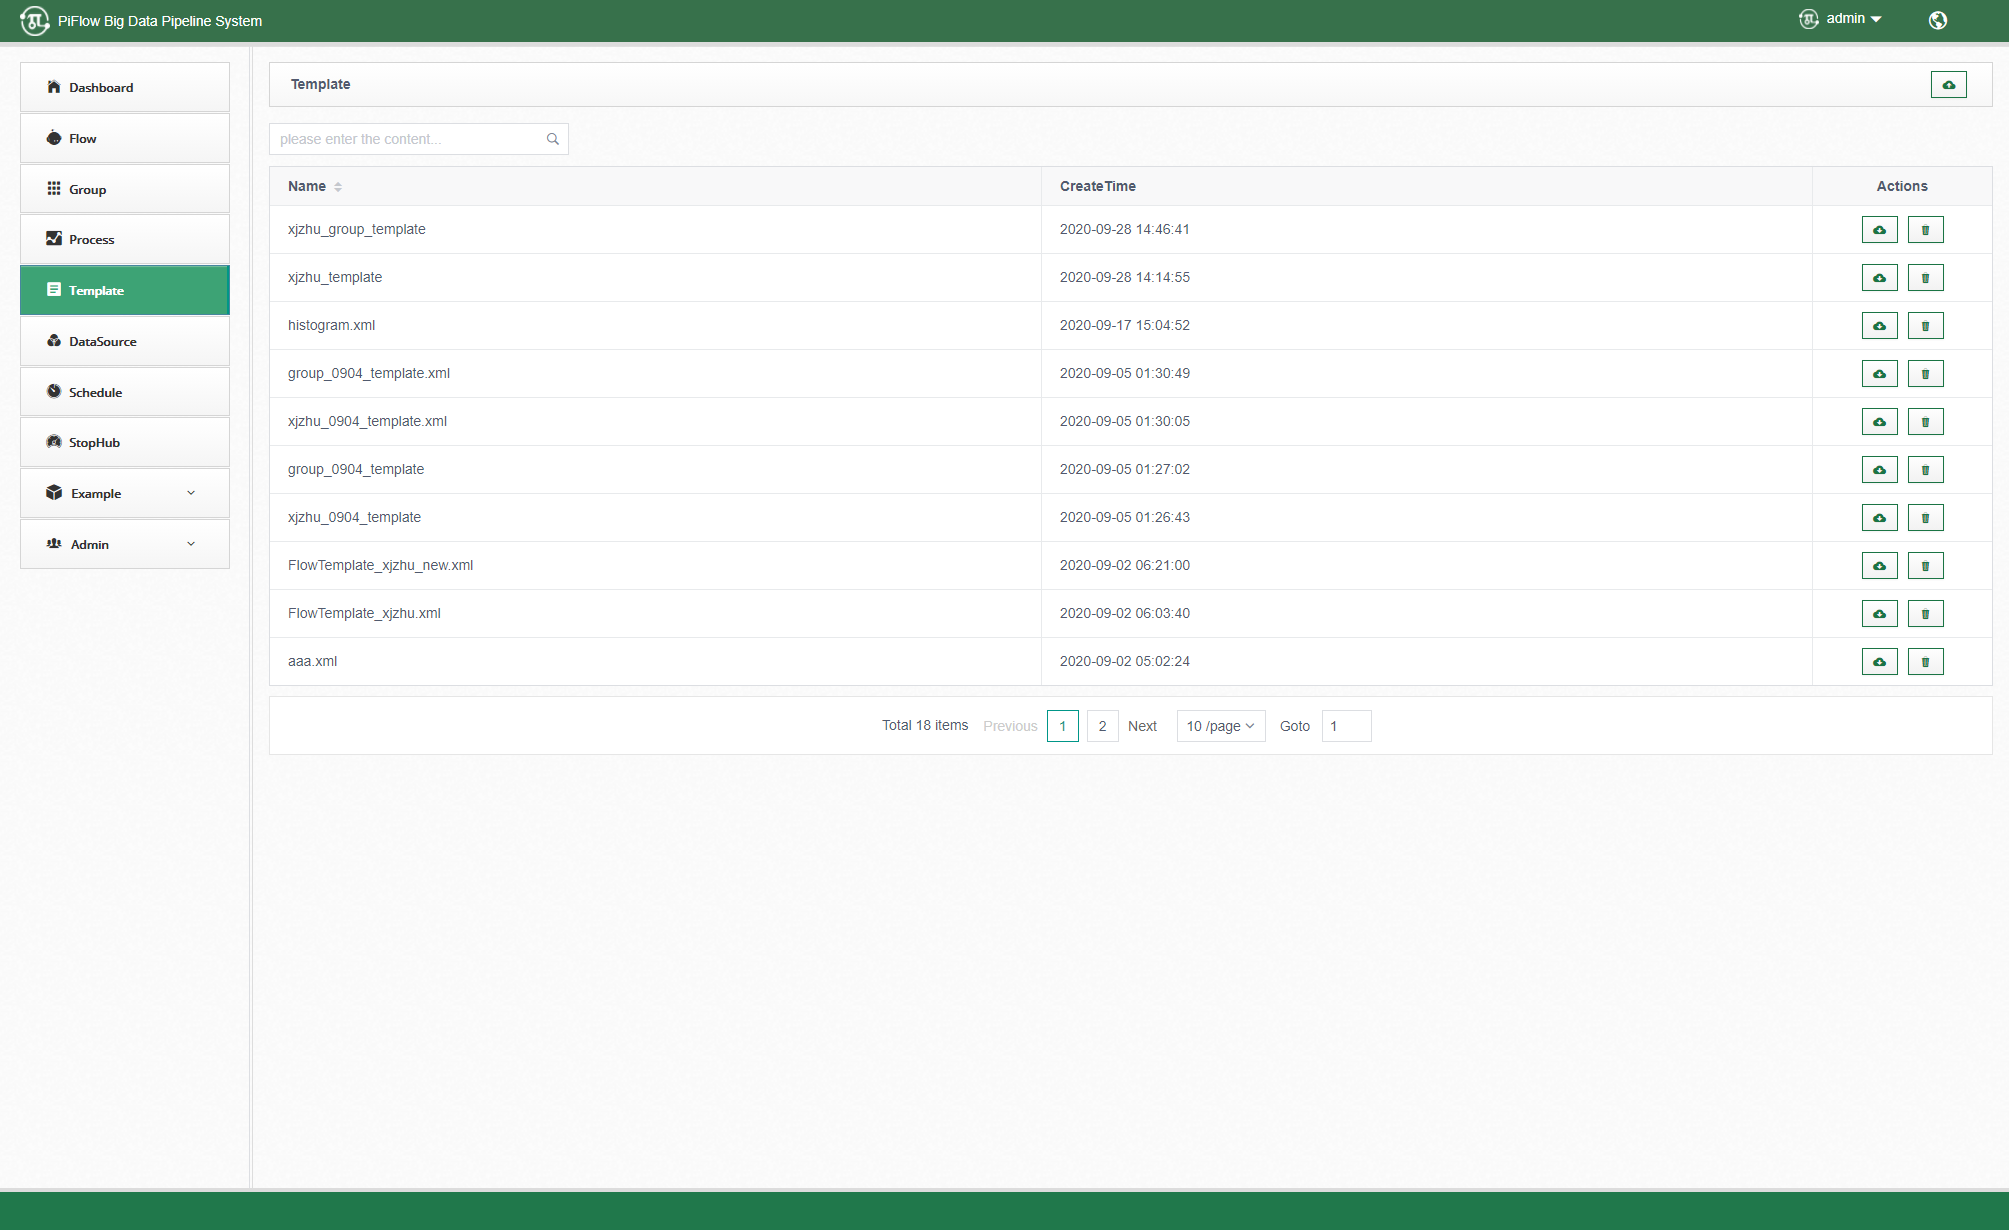 PiFlow Big Data Pipeline System
admin
Dashboard
Flow
Group
Process
Template
DataSource
Schedule
StopHub
Example
Admin
Template
please enter the content...
Name CreateTime Actions
xjzhu_group_template 2020-09-28 14:46:41
xjzhu_template 2020-09-28 14:14:55
histogram.xml 2020-09-17 15:04:52
group_0904_template.xml 2020-09-05 01:30:49
xjzhu_0904_template.xml 2020-09-05 01:30:05
group_0904_template 2020-09-05 01:27:02
xjzhu_0904_template 2020-09-05 01:26:43
FlowTemplate_xjzhu_new.xml 2020-09-02 06:21:00
FlowTemplate_xjzhu.xml 2020-09-02 06:03:40
aaa.xml 2020-09-02 05:02:24
Total 18 items Previous 1 2 Next 10 /page Goto 1